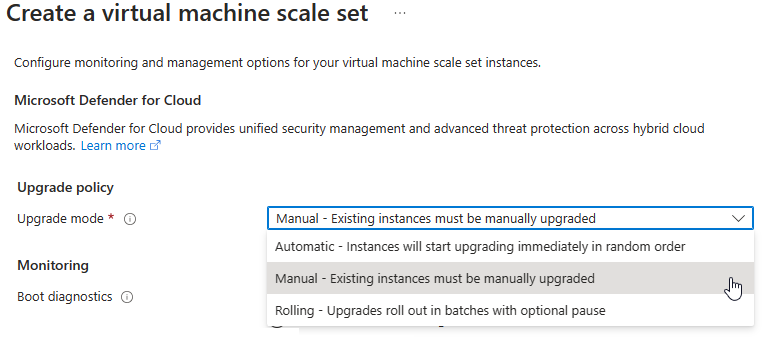 Create a virtual machine scale set ...
Configure monitoring and management options for your virtual machine scale set instances.
Microsoft Defender for Cloud
Microsoft Defender for Cloud provides unified security management and advanced threat protection across hybrid cloud
workloads. Learn more
Upgrade policy
Upgrade mode *
Manual - Existing instances must be manually upgraded
Automatic - Instances will start upgrading immediately in random order
Monitoring
Manual - Existing instances must be manually upgraded
Boot diagnostics
Rolling - Upgrades roll out in batches with optional pause